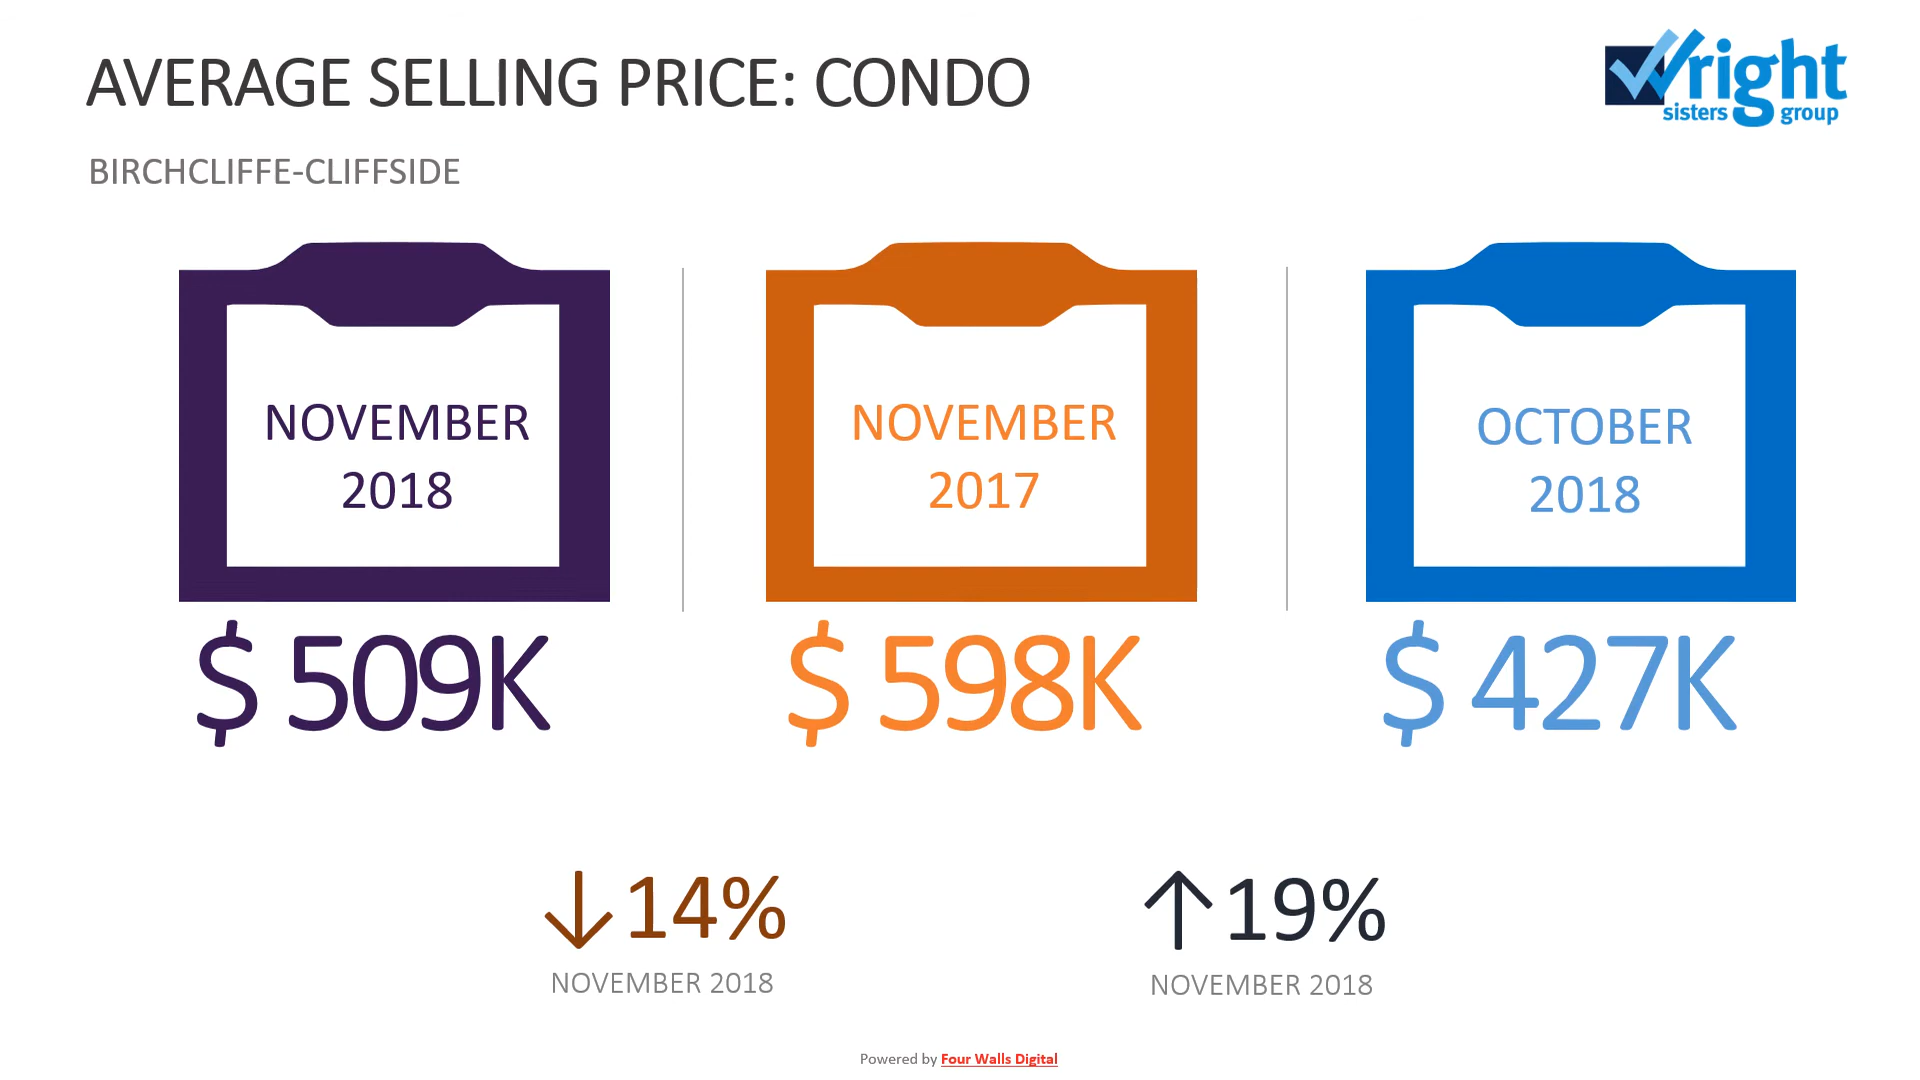 AVERAGE SELLING PRICE: CONDO
Wright
sisters group
BIRCHCLIFFE-CLIFFSIDE
NOVEMBER
2018
$ 509K
NOVEMBER
2017
$ 598K
OCTOBER
2018
$ 427K
↓14%
NOVEMBER 2018
↑19%
NOVEMBER 2018
Powered by Four Walls Digital